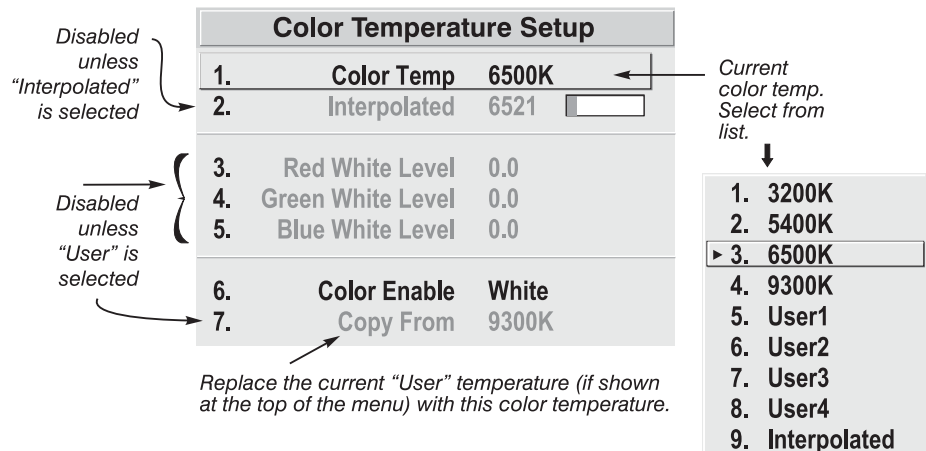 Color Temperature Setup
Disabled
unless
“Interpolated”
is selected
1. Color Temp 6500K
2. Interpolated 6521
3. Red White Level 0.0
4. Green White Level 0.0
5. Blue White Level 0.0
Disabled
unless
“User” is
selected
6. Color Enable White
7. Copy From 9300K
Replace the current “User” temperature (if shown
at the top of the menu) with this color temperature.
Current
color temp.
Select from
list.
1. 3200K
2. 5400K
3. 6500K
4. 9300K
5. User1
6. User2
7. User3
8. User4
9. Interpolated